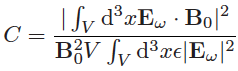 C = \frac{| \int_V d^3x \mathbf{E}_\omega \cdot \mathbf{B}_0 |^2}{\mathbf{B}_0^2 V \int_V d^3x \epsilon | \mathbf{E}_\omega |^2}